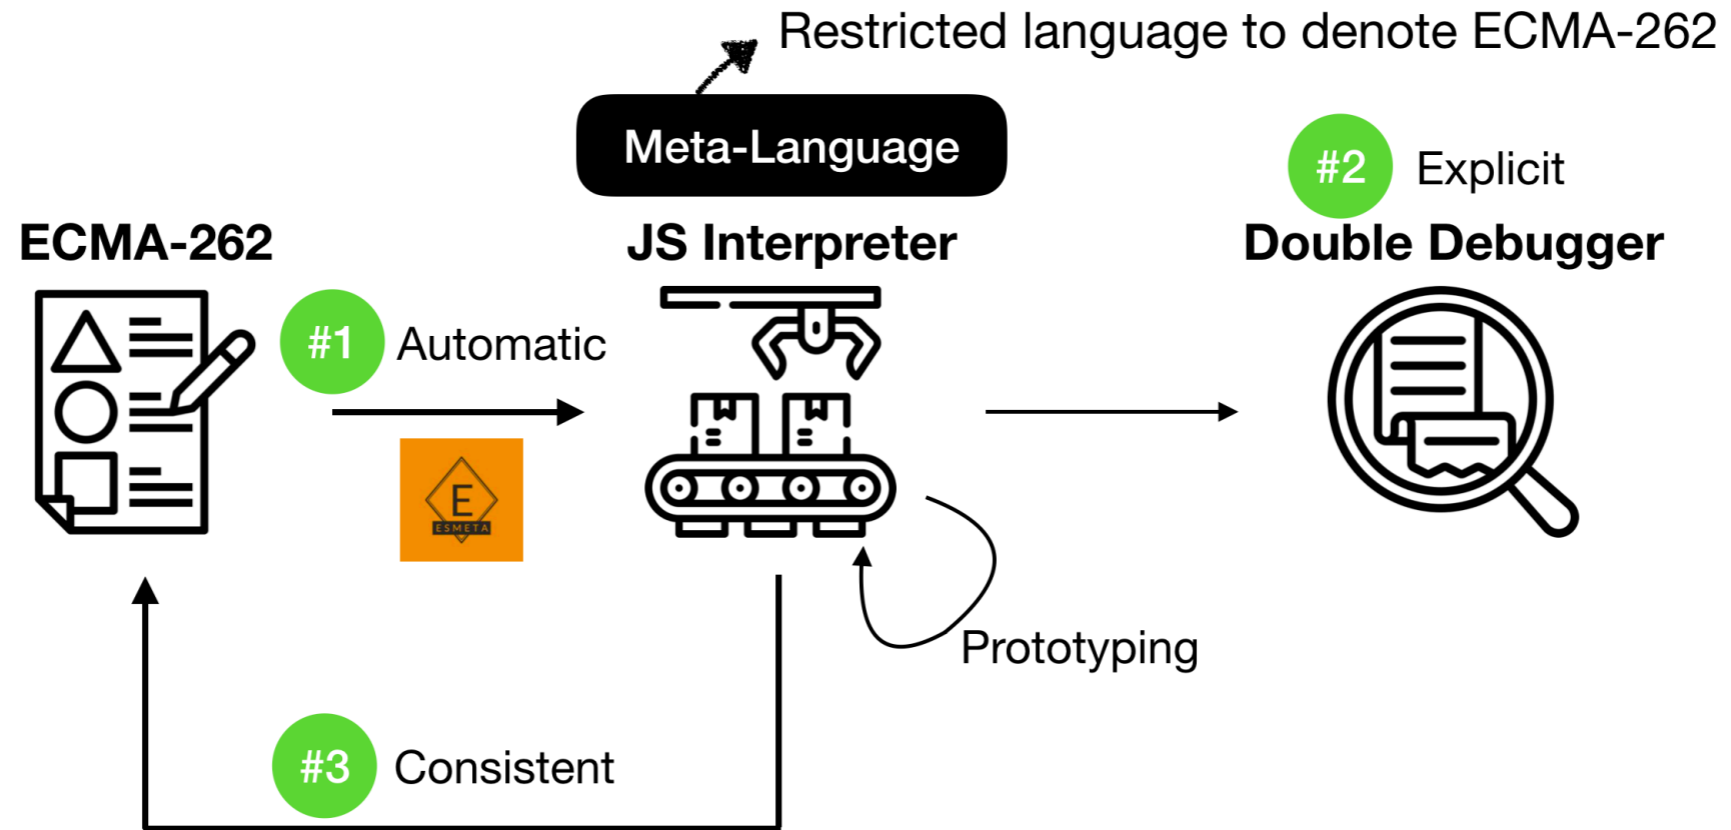 Restricted language to denote ECMA-262
Meta-Language
#2 Explicit
ECMA-262
JS Interpreter
Double Debugger
#1 Automatic
E
ESMETA
Prototyping
#3 Consistent